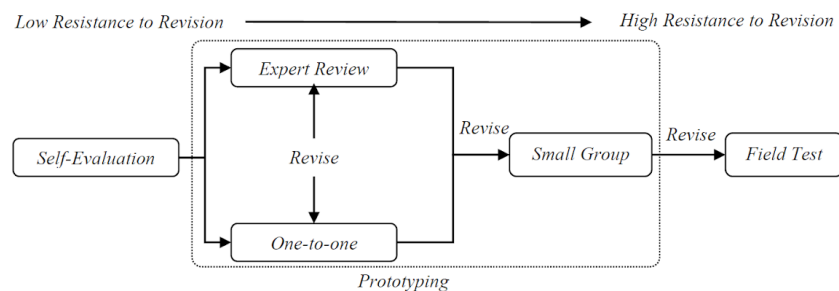 Low Resistance to Revision
High Resistance to Revision
Expert Review
Self-Evaluation
Revise
Revise
Small Group
Revise
Field Test
One-to-one
Prototyping